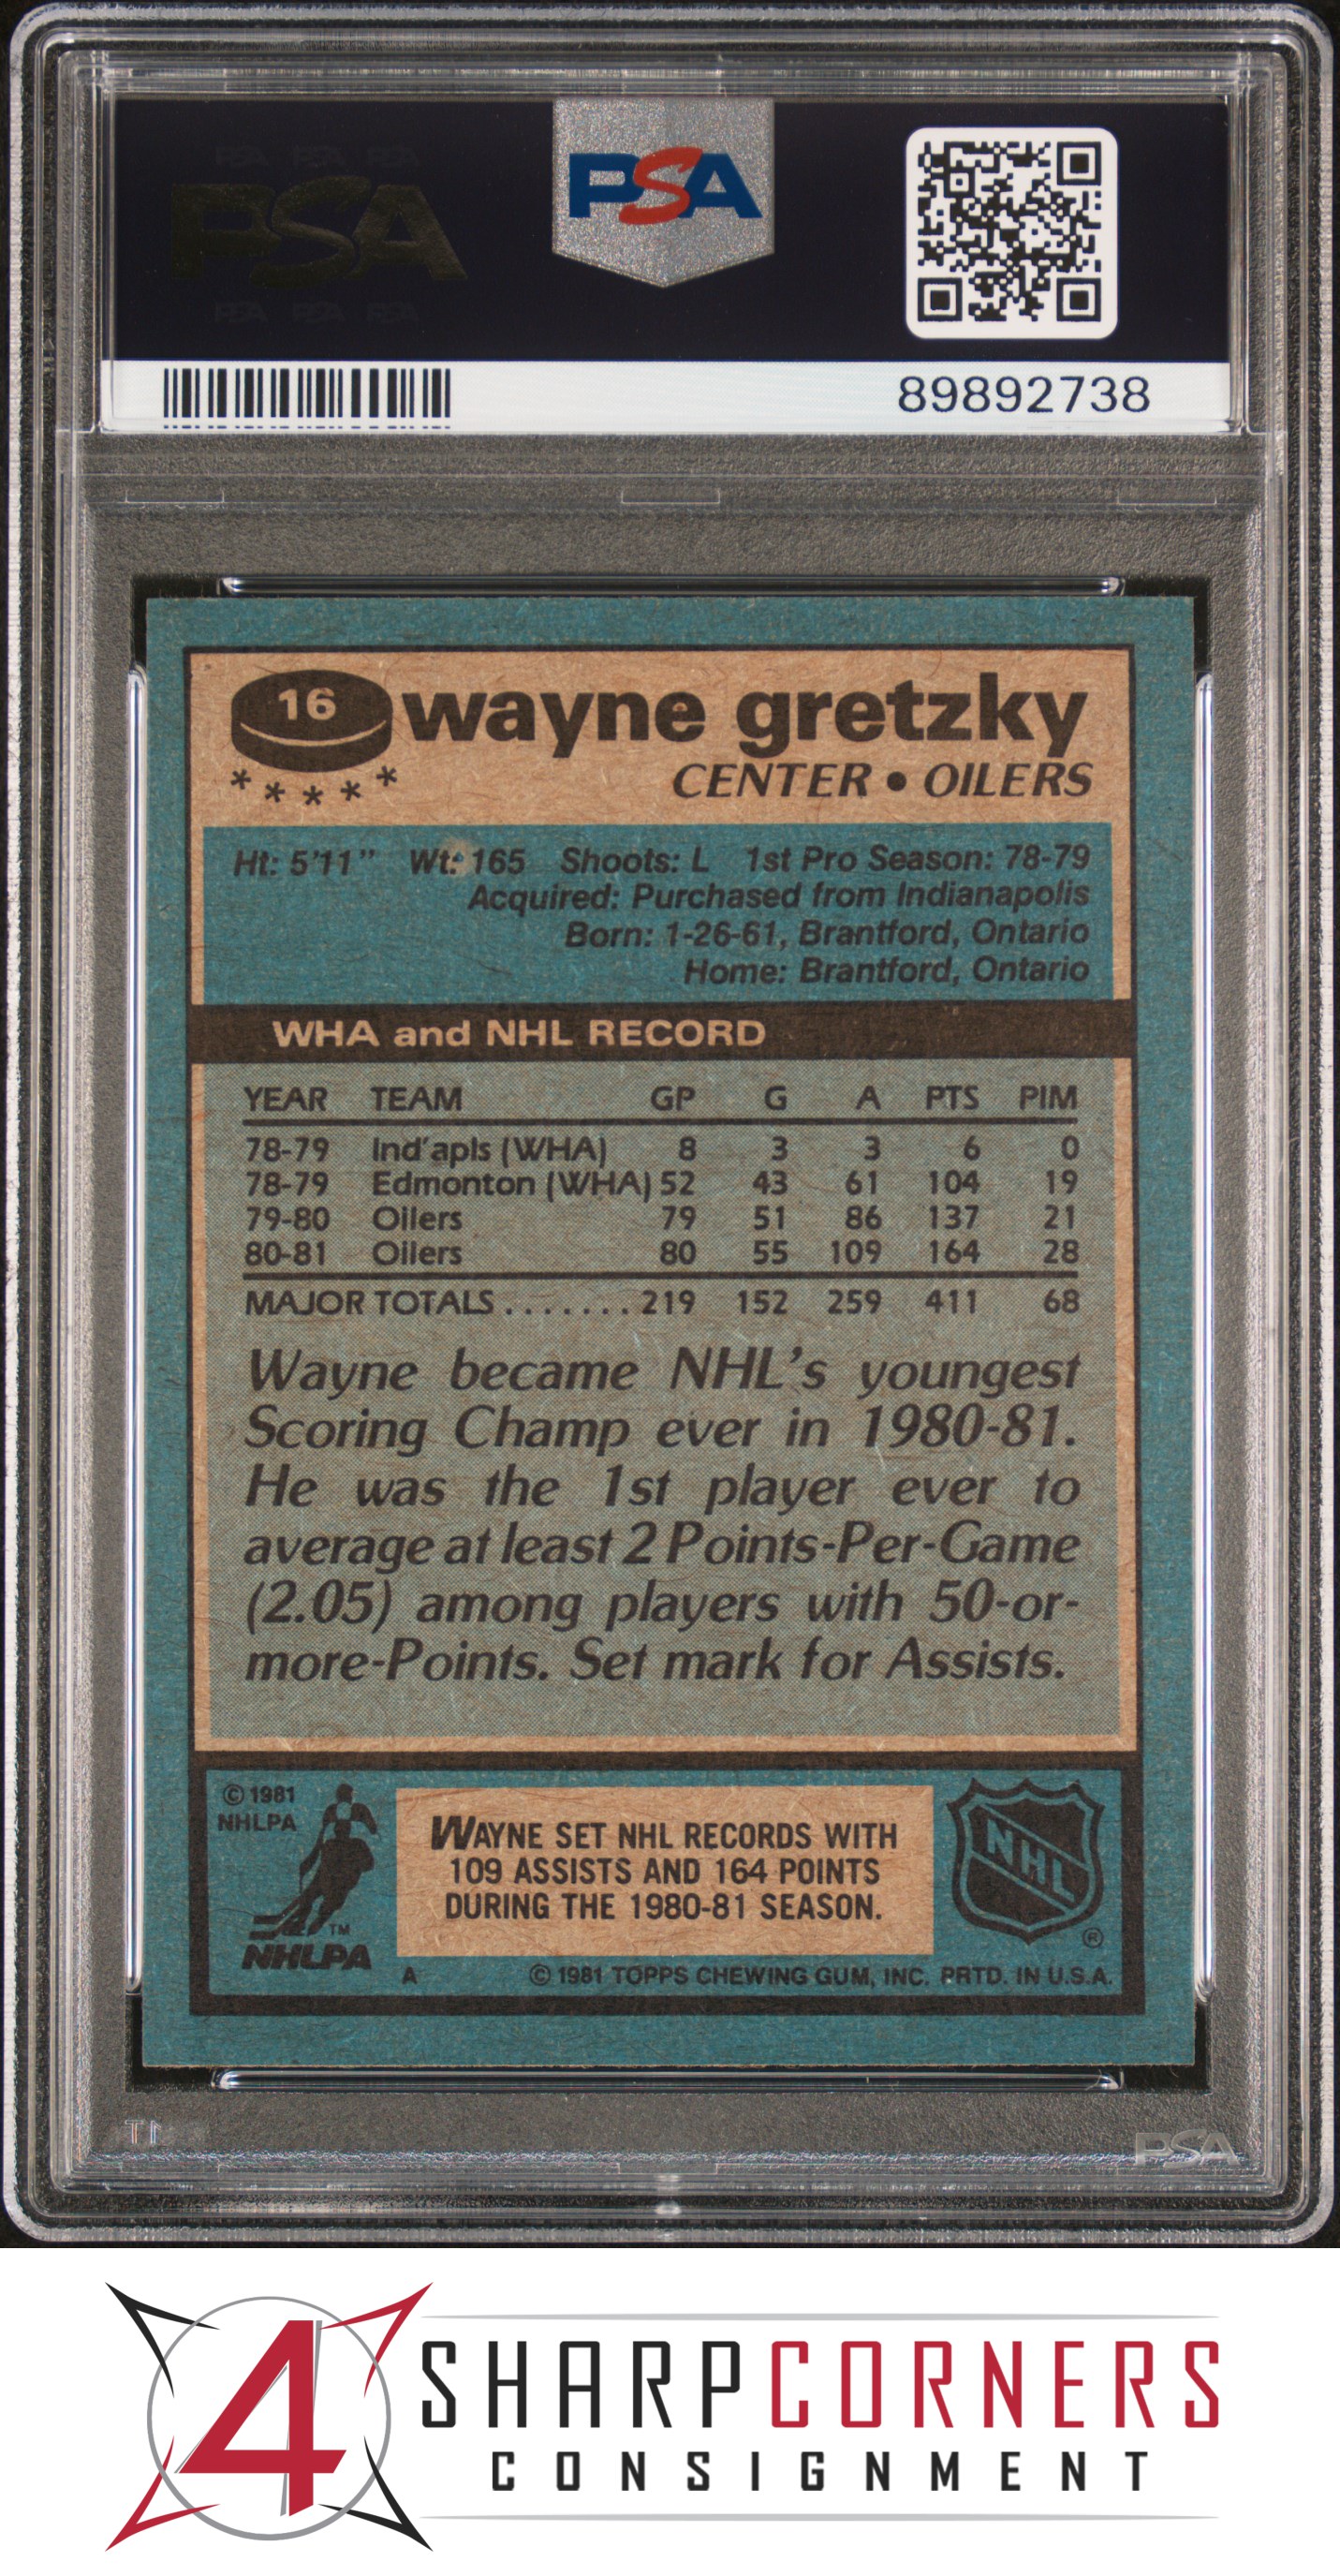 PSA
PSA
89892738
16
wayne gretzky
* * * * *
CENTER • OILERS
Ht: 5'11" Wt: 165 Shoots: L 1st Pro Season: 78-79
Acquired: Purchased from Indianapolis
Born: 1-26-61, Brantford, Ontario
Home: Brantford, Ontario
WHA and NHL RECORD
YEAR TEAM GP G A PTS PIM
78-79 Ind'apls (WHA) 8 3 3 6 0
78-79 Edmonton (WHA) 52 43 61 104 19
79-80 Oilers 79 51 86 137 21
80-81 Oilers 80 55 109 164 28
MAJOR TOTALS ....... 219 152 259 411 68
Wayne became NHL's youngest
Scoring Champ ever in 1980-81.
He was the 1st player ever to
average at least 2 Points-Per-Game
(2.05) among players with 50-or-
more-Points. Set mark for Assists.
© 1981
NHLPA
TM
NHLPA
WAYNE SET NHL RECORDS WITH
109 ASSISTS AND 164 POINTS
DURING THE 1980-81 SEASON.
NHL
®
A © 1981 TOPPS CHEWING GUM, INC. PRTD. IN U.S.A.
PSA
4
SHARPCORNERS
CONSIGNMENT